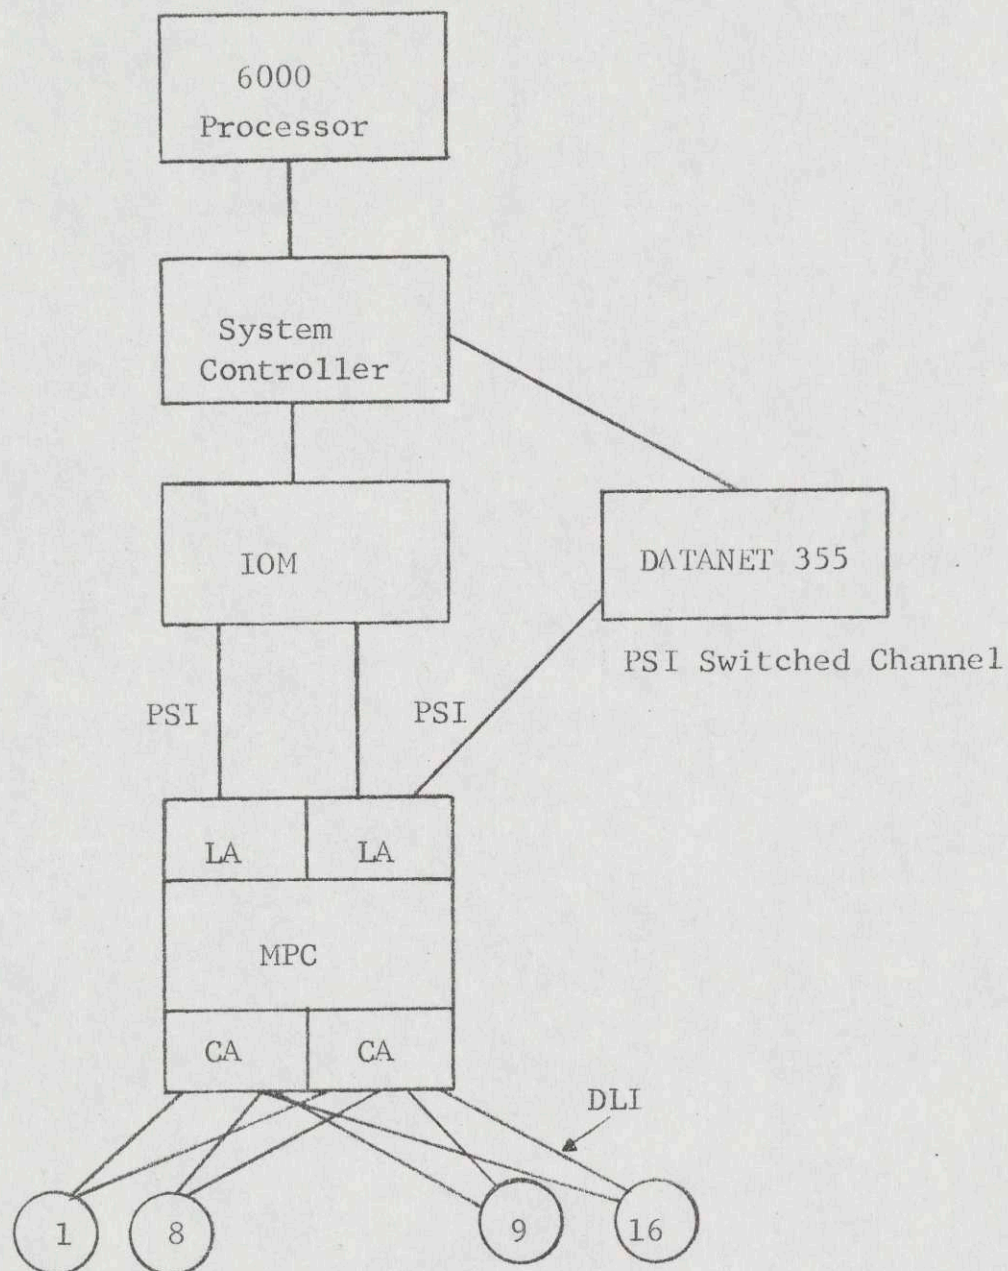 6000
Processor
System
Controller
IOM
DATANET 355
PSI Switched Channel
PSI
PSI
LA
LA
MPC
CA
CA
DLI
1
8
9
16